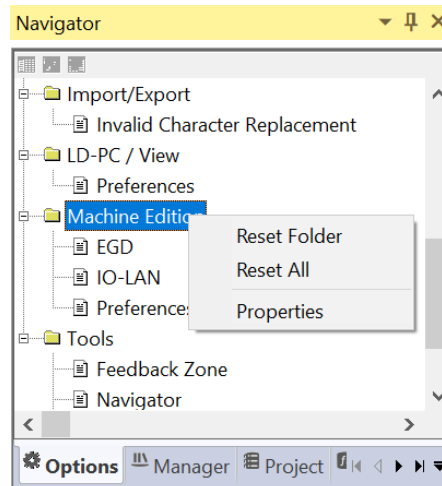 Navigator
Import/Export
Invalid Character Replacement
LD-PC / View
Preferences
Machine Edition
Reset Folder
EGD
Reset All
IO-LAN
Properties
Preferences
Tools
Feedback Zone
Navigator
Options Manager Project